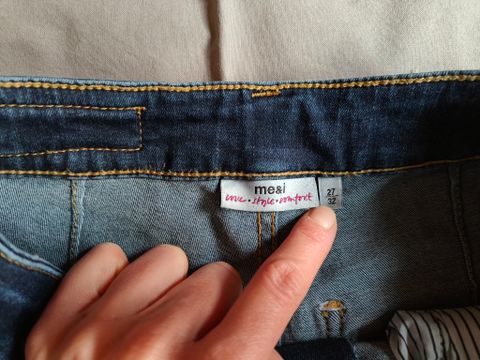 me&i
love • style • comfort
27
32